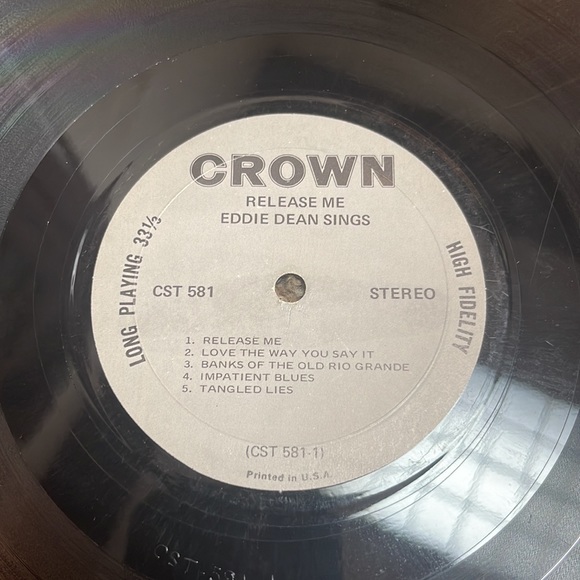 CROWN
RELEASE ME
EDDIE DEAN SINGS
LONG PLAYING 33⅓
HIGH FIDELITY
CST 581
STEREO
1. RELEASE ME
2. LOVE THE WAY YOU SAY IT
3. BANKS OF THE OLD RIO GRANDE
4. IMPATIENT BLUES
5. TANGLED LIES
(CST 581-1)
Printed in U.S.A.